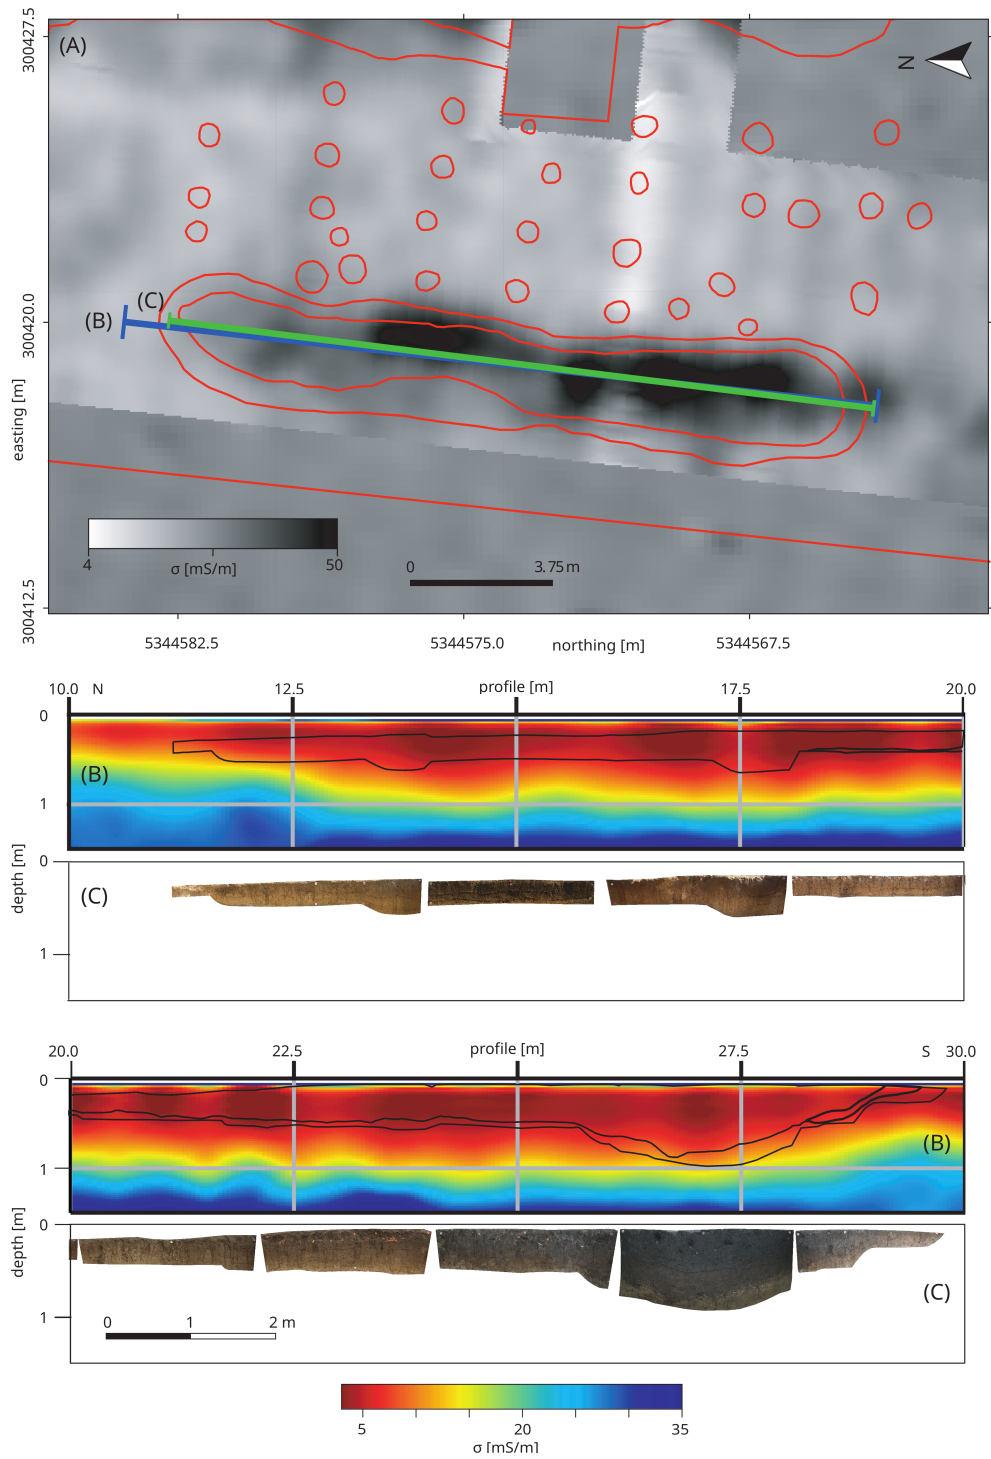 300427.5
(A)
N
300420.0
(C)
(B)
easting [m]
4
50
σ [mS/m]
0
3.75 m
300412.5
5344582.5
5344575.0
northing [m]
5344567.5
10.0
N
12.5
profile [m]
17.5
20.0
0
(B)
1
0
depth [m]
(C)
1
20.0
22.5
profile [m]
27.5
S
30.0
0
(B)
1
depth [m]
0
(C)
1
0
1
2 m
5
20
35
σ [mS/m]